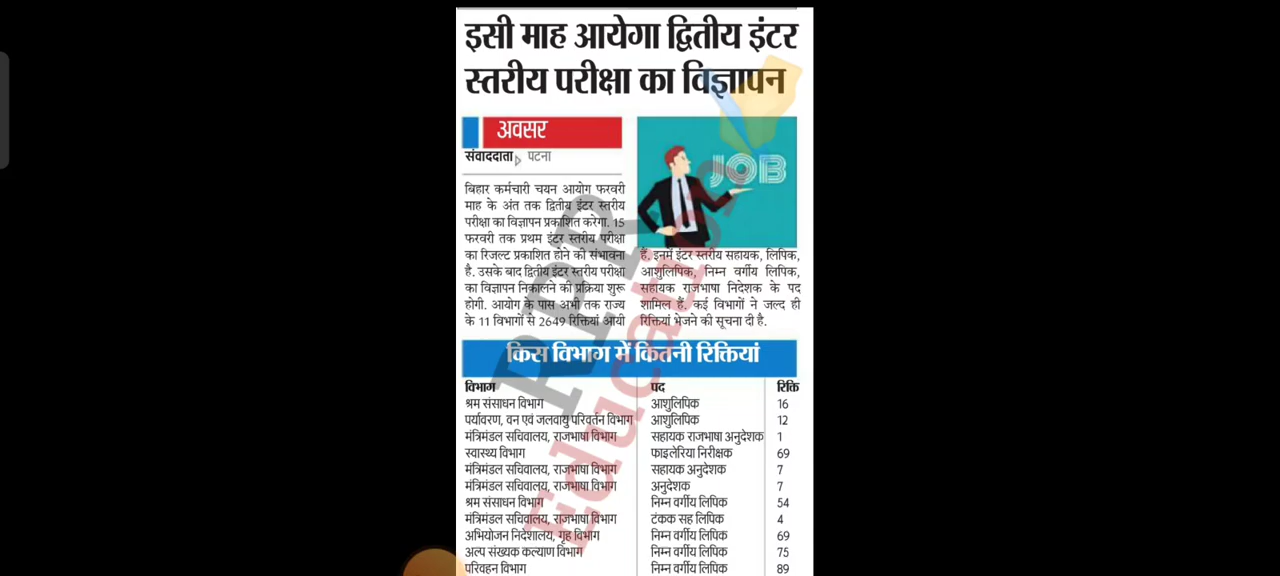 इसी माह आयेगा द्वितीय इंटर
स्तरीय परीक्षा का विज्ञापन
अवसर
संवाददाता पटना
बिहार कर्मचारी चयन आयोग फरवरी
माह के अंत तक द्वितीय इंटर स्तरीय
परीक्षा का विज्ञापन प्रकाशित करेगा. 15
फरवरी तक प्रथम इंटर स्तरीय परीक्षा
का रिजल्ट प्रकाशित होने की संभावना
है. उसके बाद द्वितीय इंटर स्तरीय परीक्षा
का विज्ञापन निकालने की प्रक्रिया शुरू
होगी. आयोग के पास अभी तक राज्य
के 11 विभागों से 2649 रिक्तियां आयी
JOB
हैं. इनमें इंटर स्तरीय सहायक, लिपिक,
आशुलिपिक, निम्न वर्गीय लिपिक,
सहायक राजभाषा निदेशक के पद
शामिल हैं. कई विभागों ने जल्द ही
रिक्तियां भेजने की सूचना दी है.
किस विभाग में कितनी रिक्तियां
विभाग पद रिक्ति
श्रम संसाधन विभाग आशुलिपिक 16
पर्यावरण, वन एवं जलवायु परिवर्तन विभाग आशुलिपिक 12
मंत्रिमंडल सचिवालय, राजभाषा विभाग सहायक राजभाषा अनुदेशक 1
स्वास्थ्य विभाग फाइलेरिया निरीक्षक 69
मंत्रिमंडल सचिवालय, राजभाषा विभाग सहायक अनुदेशक 7
मंत्रिमंडल सचिवालय, राजभाषा विभाग अनुदेशक 7
श्रम संसाधन विभाग निम्न वर्गीय लिपिक 54
मंत्रिमंडल सचिवालय, राजभाषा विभाग टंकक सह लिपिक 4
अभियोजन निदेशालय, गृह विभाग निम्न वर्गीय लिपिक 69
अल्प संख्यक कल्याण विभाग निम्न वर्गीय लिपिक 75
परिवहन विभाग निम्न वर्गीय लिपिक 89
RPR
Education